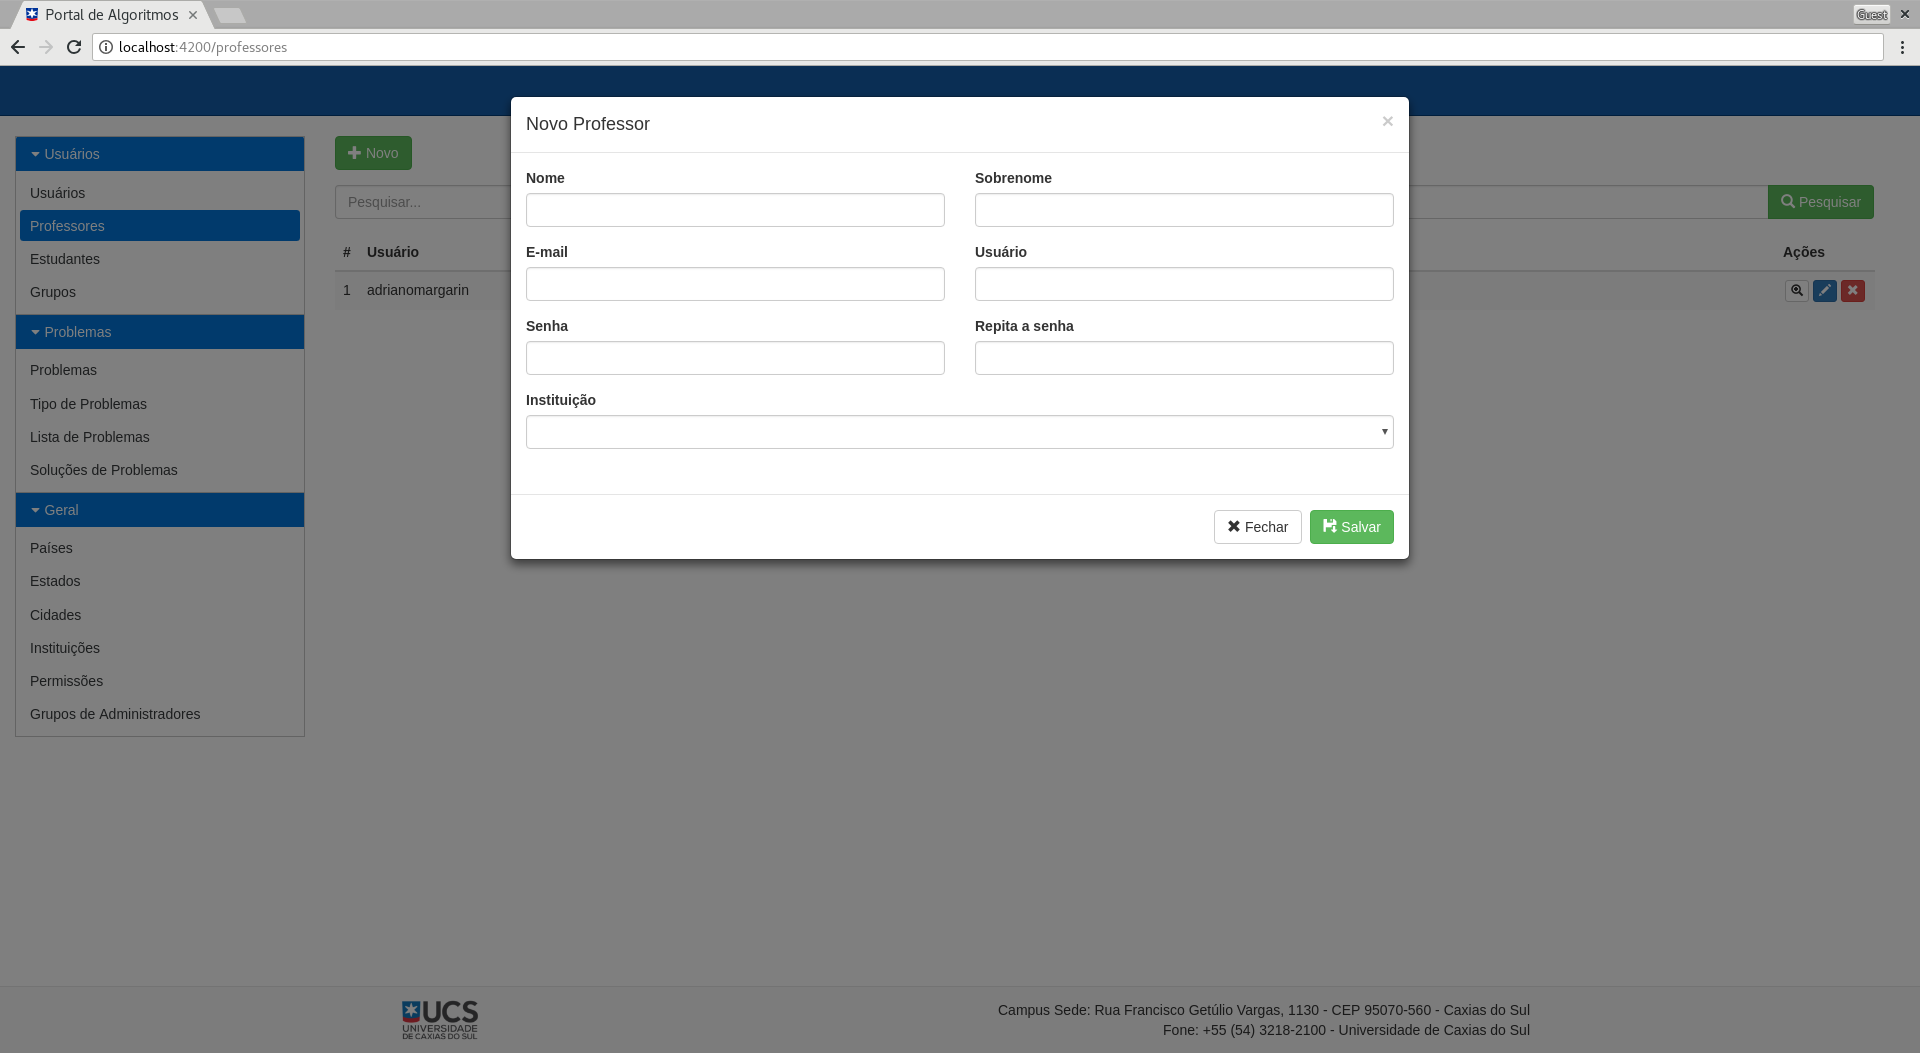 Portal de Algoritmos
Guest
localhost:4200/professores
Novo Professor
×
Nome
Sobrenome
E-mail
Usuário
Senha
Repita a senha
Instituição
Fechar
Salvar
Usuários
Usuários
Professores
Estudantes
Grupos
Problemas
Problemas
Tipo de Problemas
Lista de Problemas
Soluções de Problemas
Geral
Países
Estados
Cidades
Instituições
Permissões
Grupos de Administradores
Novo
Pesquisar...
Pesquisar
# Usuário Ações
1 adrianomargarin
UCS
UNIVERSIDADE
DE CAXIAS DO SUL
Campus Sede: Rua Francisco Getúlio Vargas, 1130 - CEP 95070-560 - Caxias do Sul
Fone: +55 (54) 3218-2100 - Universidade de Caxias do Sul